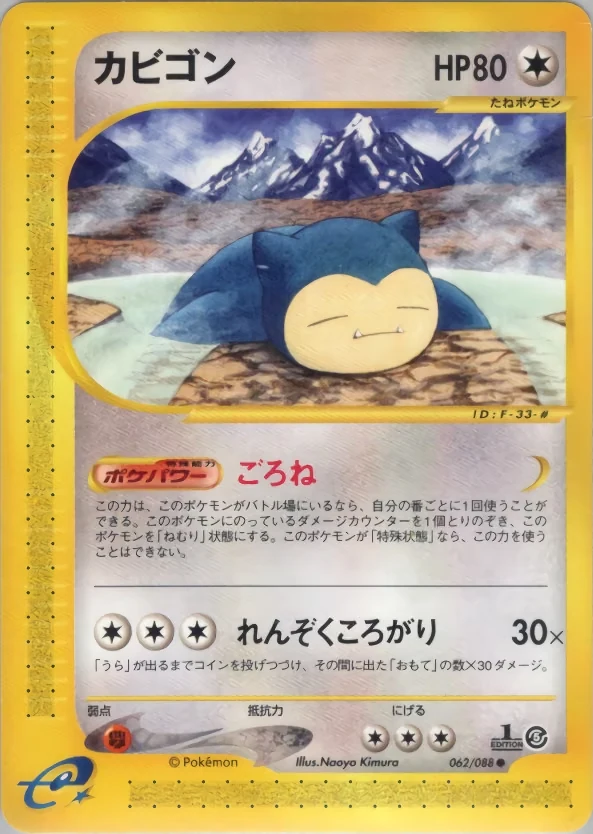 カビゴン HP80
たねポケモン
ID:F-33-#
特殊能力
ポケパワー ごろね
この力は、このポケモンがバトル場にいるなら、自分の番ごとに1回使うことが
できる。このポケモンにのっているダメージカウンターを1個とりのぞき、このポ
ケモンを「ねむり」状態にする。このポケモンが「特殊状態」なら、この力を使う
ことはできない。
れんぞくころがり 30×
「うら」が出るまでコインを投げつづけ、その間に出た「おもて」の数×30ダメージ。
弱点 抵抗力 にげる
1 EDITION 5
© Pokémon Illus.Naoyo Kimura 062/088 ●
e